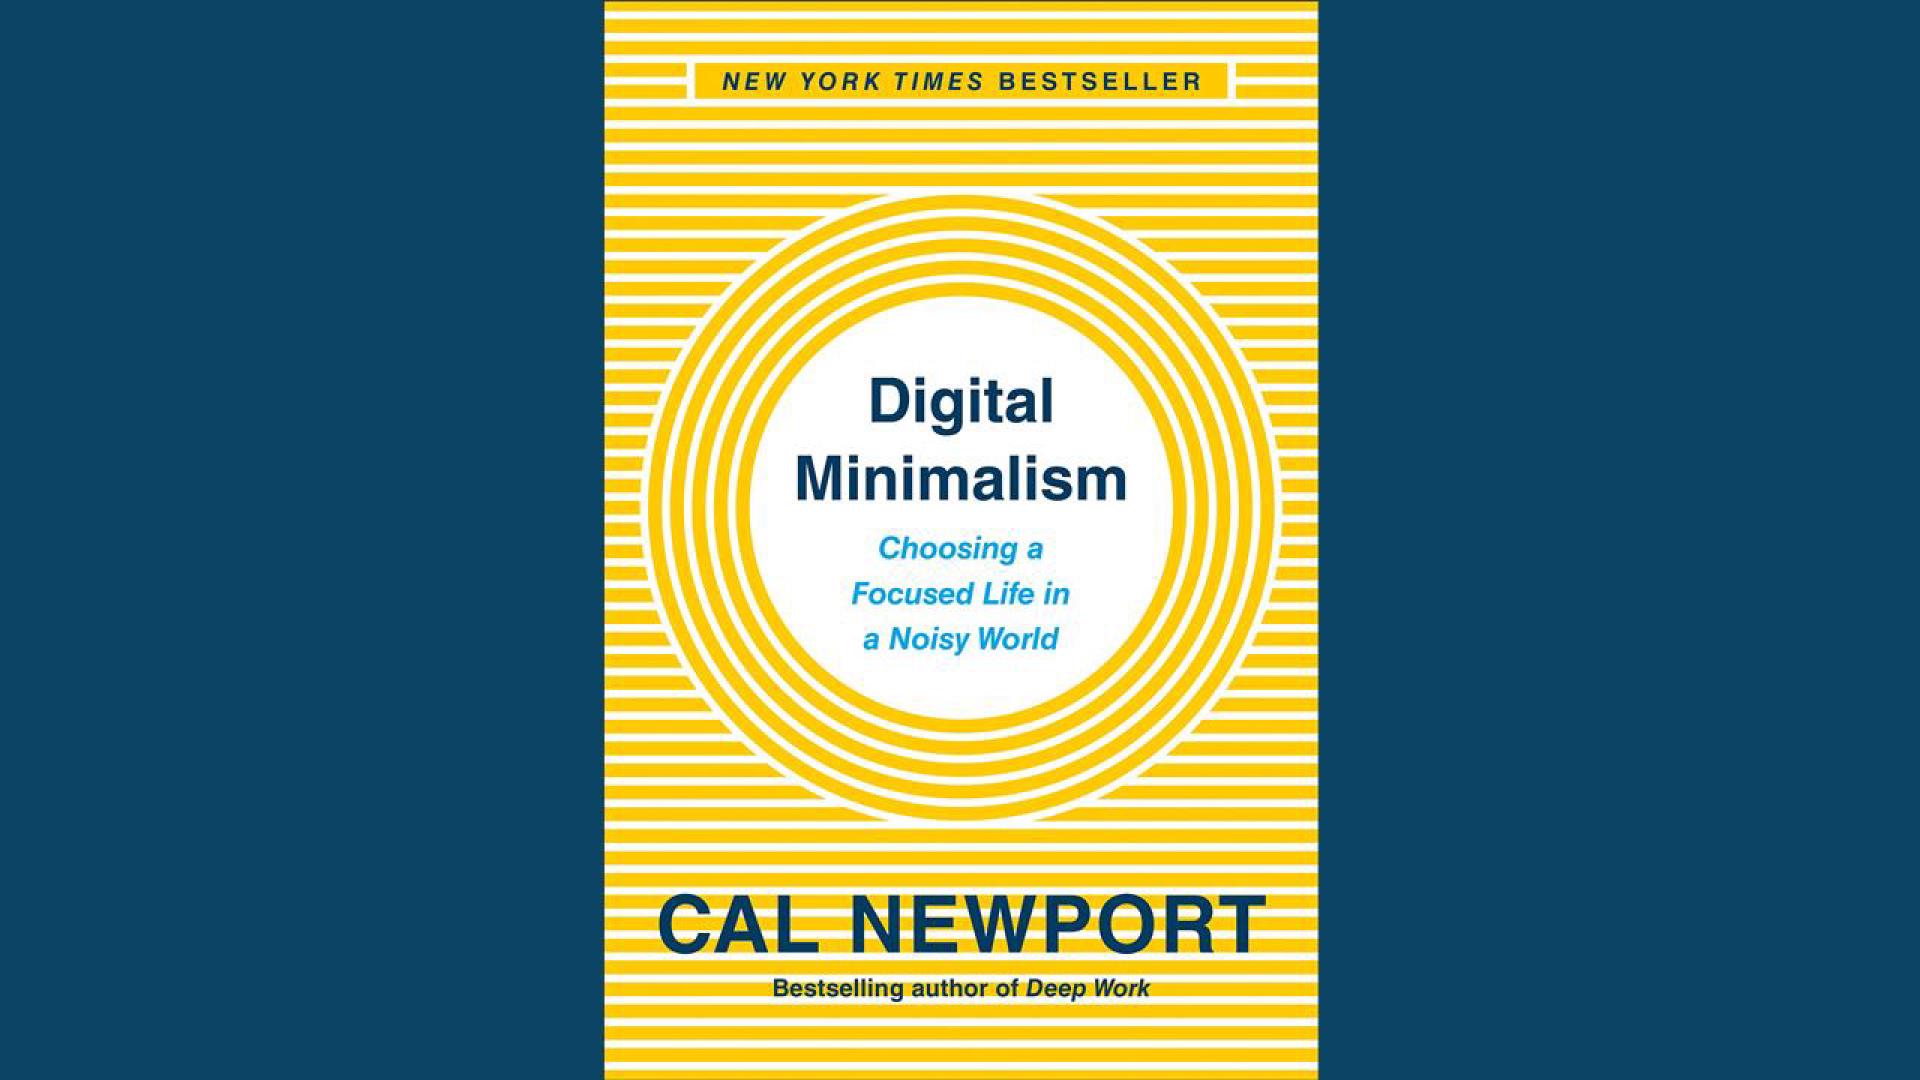 NEW YORK TIMES BESTSELLER
Digital
Minimalism
Choosing a
Focused Life in
a Noisy World
CAL NEWPORT
Bestselling author of Deep Work